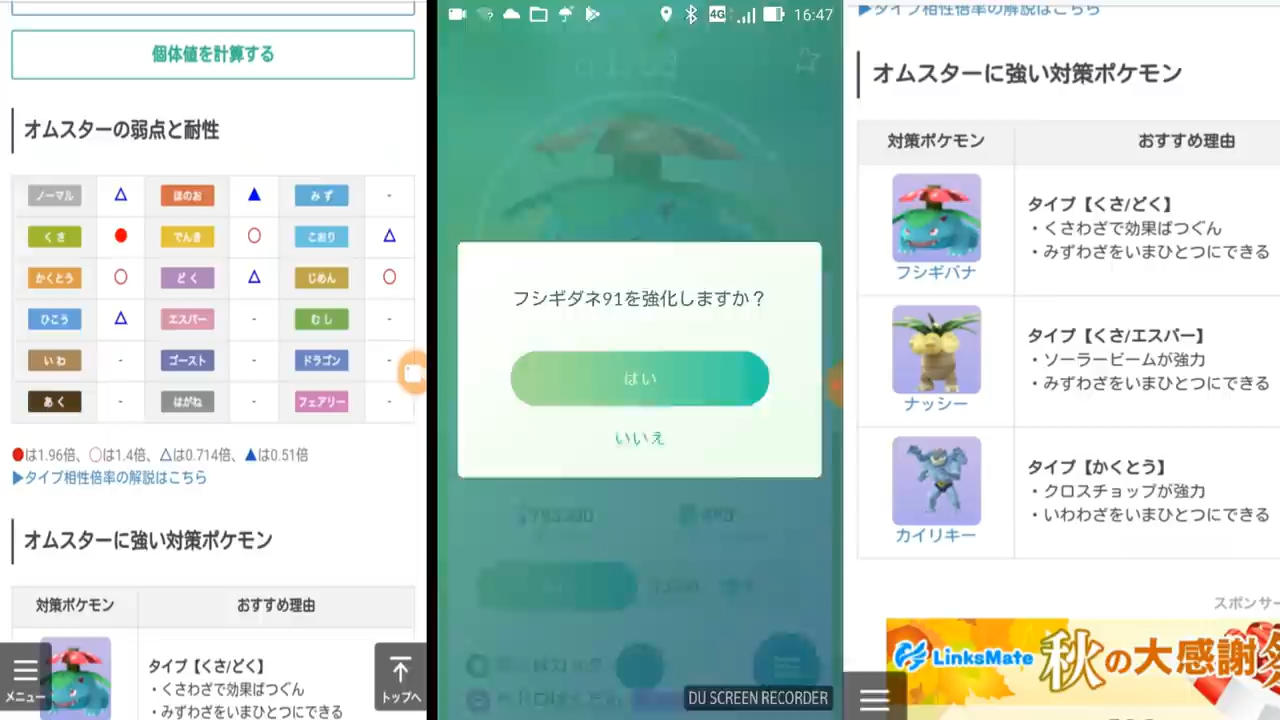 個体値を計算する
オムスターの弱点と耐性
ノーマル △ ほのお ▲ みず -
くさ ● でんき ○ こおり △
かくとう ○ どく △ じめん ○
ひこう △ エスパー - むし -
いわ - ゴースト - ドラゴン -
あく - はがね - フェアリー -
●は1.96倍、○は1.4倍、△は0.714倍、▲は0.51倍
▶タイプ相性倍率の解説はこちら
オムスターに強い対策ポケモン
対策ポケモン おすすめ理由
タイプ【くさ/どく】
・くさわざで効果ばつぐん
・みずわざをいまひとつにできる
メニュー
トップへ
4G 16:47
フシギダネ91を強化しますか？
はい
いいえ
DU SCREEN RECORDER
▶タイプ相性倍率の解説はこちら
オムスターに強い対策ポケモン
対策ポケモン おすすめ理由
フシギバナ
タイプ【くさ/どく】
・くさわざで効果ばつぐん
・みずわざをいまひとつにできる
ナッシー
タイプ【くさ/エスパー】
・ソーラービームが強力
・みずわざをいまひとつにできる
カイリキー
タイプ【かくとう】
・クロスチョップが強力
・いわわざをいまひとつにできる
スポンサー
LinksMate 秋の大感謝